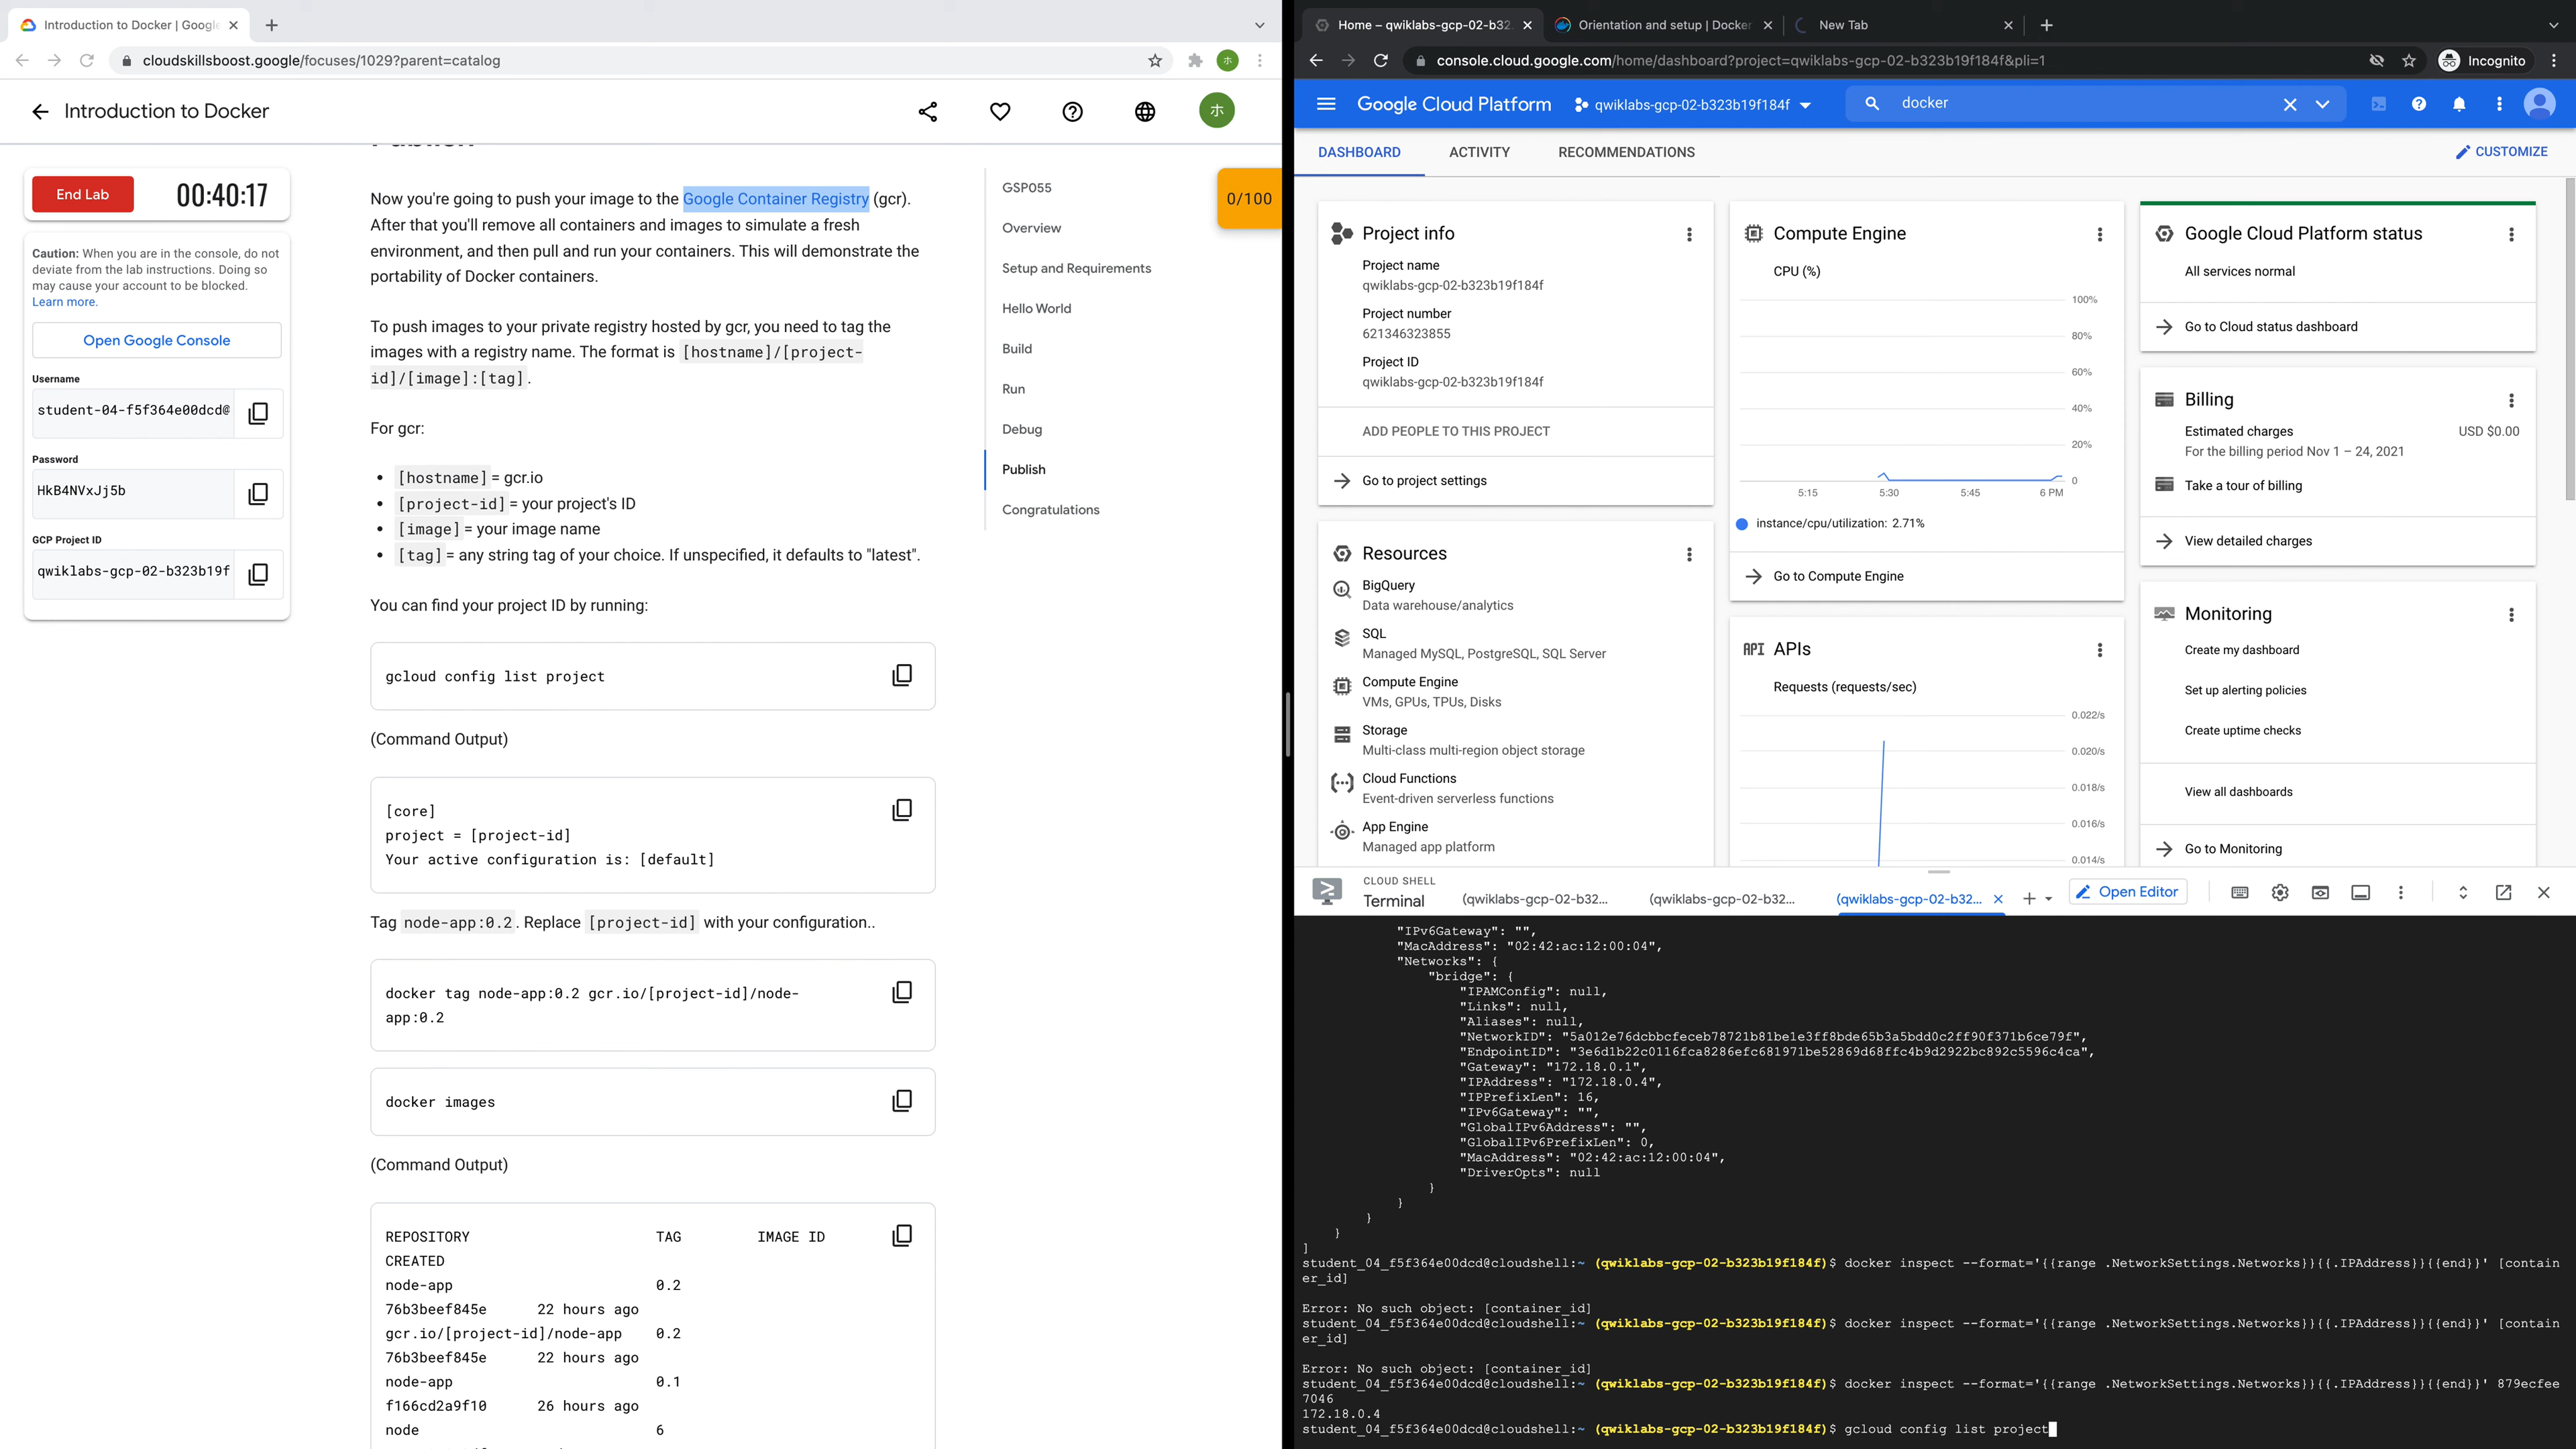 Introduction to Docker | Google
cloudskillsboost.google/focuses/1029?parent=catalog
ホ
Introduction to Docker
ホ
End Lab
00:40:17
Caution: When you are in the console, do not
deviate from the lab instructions. Doing so
may cause your account to be blocked.
Learn more.
Open Google Console
Username
student-04-f5f364e00dcd@
Password
HkB4NVxJj5b
GCP Project ID
qwiklabs-gcp-02-b323b19f
Now you're going to push your image to the Google Container Registry (gcr).
After that you'll remove all containers and images to simulate a fresh
environment, and then pull and run your containers. This will demonstrate the
portability of Docker containers.
To push images to your private registry hosted by gcr, you need to tag the
images with a registry name. The format is [hostname]/[project-
id]/[image]:[tag].
For gcr:
• [hostname]= gcr.io
• [project-id]= your project's ID
• [image]= your image name
• [tag]= any string tag of your choice. If unspecified, it defaults to "latest".
You can find your project ID by running:
gcloud config list project
(Command Output)
[core]
project = [project-id]
Your active configuration is: [default]
Tag node-app:0.2. Replace [project-id] with your configuration..
docker tag node-app:0.2 gcr.io/[project-id]/node-
app:0.2
docker images
(Command Output)
REPOSITORY TAG IMAGE ID
CREATED
node-app 0.2
76b3beef845e 22 hours ago
gcr.io/[project-id]/node-app 0.2
76b3beef845e 22 hours ago
node-app 0.1
f166cd2a9f10 26 hours ago
node 6
GSP055
Overview
Setup and Requirements
Hello World
Build
Run
Debug
Publish
Congratulations
0/100
Home – qwiklabs-gcp-02-b32
Orientation and setup | Docker
New Tab
console.cloud.google.com/home/dashboard?project=qwiklabs-gcp-02-b323b19f184f&pli=1
Incognito
Google Cloud Platform
qwiklabs-gcp-02-b323b19f184f
docker
DASHBOARD
ACTIVITY
RECOMMENDATIONS
CUSTOMIZE
Project info
Project name
qwiklabs-gcp-02-b323b19f184f
Project number
621346323855
Project ID
qwiklabs-gcp-02-b323b19f184f
ADD PEOPLE TO THIS PROJECT
Go to project settings
Resources
BigQuery
Data warehouse/analytics
SQL
Managed MySQL, PostgreSQL, SQL Server
Compute Engine
VMs, GPUs, TPUs, Disks
Storage
Multi-class multi-region object storage
Cloud Functions
Event-driven serverless functions
App Engine
Managed app platform
Compute Engine
CPU (%)
100%
80%
60%
40%
20%
0
5:15 5:30 5:45 6 PM
instance/cpu/utilization: 2.71%
Go to Compute Engine
API APIs
Requests (requests/sec)
0.022/s
0.020/s
0.018/s
0.016/s
0.014/s
Google Cloud Platform status
All services normal
Go to Cloud status dashboard
Billing
Estimated charges USD $0.00
For the billing period Nov 1 – 24, 2021
Take a tour of billing
View detailed charges
Monitoring
Create my dashboard
Set up alerting policies
Create uptime checks
View all dashboards
Go to Monitoring
CLOUD SHELL
Terminal
(qwiklabs-gcp-02-b32...
(qwiklabs-gcp-02-b32...
(qwiklabs-gcp-02-b32...
Open Editor
"IPv6Gateway": "",
"MacAddress": "02:42:ac:12:00:04",
"Networks": {
"bridge": {
"IPAMConfig": null,
"Links": null,
"Aliases": null,
"NetworkID": "5a012e76dcbbcfeceb78721b81be1e3ff8bde65b3a5bdd0c2ff90f371b6ce79f",
"EndpointID": "3e6d1b22c0116fca8286efc681971be52869d68ffc4b9d2922bc892c5596c4ca",
"Gateway": "172.18.0.1",
"IPAddress": "172.18.0.4",
"IPPrefixLen": 16,
"IPv6Gateway": "",
"GlobalIPv6Address": "",
"GlobalIPv6PrefixLen": 0,
"MacAddress": "02:42:ac:12:00:04",
"DriverOpts": null
}
}
}
}
]
student_04_f5f364e00dcd@cloudshell:~ (qwiklabs-gcp-02-b323b19f184f)$ docker inspect --format='{{range .NetworkSettings.Networks}}{{.IPAddress}}{{end}}' [contain
er_id]
Error: No such object: [container_id]
student_04_f5f364e00dcd@cloudshell:~ (qwiklabs-gcp-02-b323b19f184f)$ docker inspect --format='{{range .NetworkSettings.Networks}}{{.IPAddress}}{{end}}' [contain
er_id]
Error: No such object: [container_id]
student_04_f5f364e00dcd@cloudshell:~ (qwiklabs-gcp-02-b323b19f184f)$ docker inspect --format='{{range .NetworkSettings.Networks}}{{.IPAddress}}{{end}}' 879ecfee
7046
172.18.0.4
student_04_f5f364e00dcd@cloudshell:~ (qwiklabs-gcp-02-b323b19f184f)$ gcloud config list project